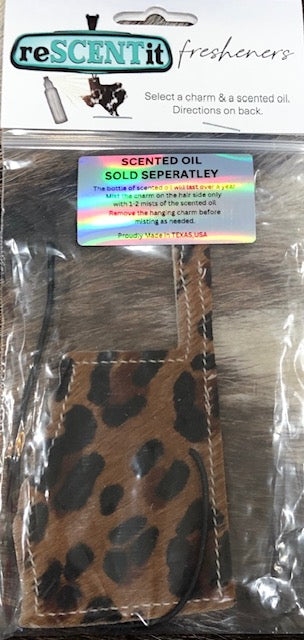 reSCENTit fresheners
Select a charm & a scented oil.
Directions on back.
SCENTED OIL
SOLD SEPERATLEY
The bottle of scented oil will last over a year.
Mist the charm on the hair side only
with 1-2 mists of the scented oil.
Remove the hanging charm before
misting as needed.
Proudly Made in TEXAS, USA